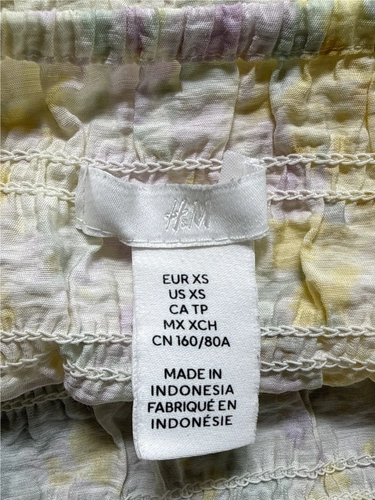 H&M
EUR XS
US XS
CA TP
MX XCH
CN 160/80A
MADE IN
INDONESIA
FABRIQUÉ EN
INDONÉSIE